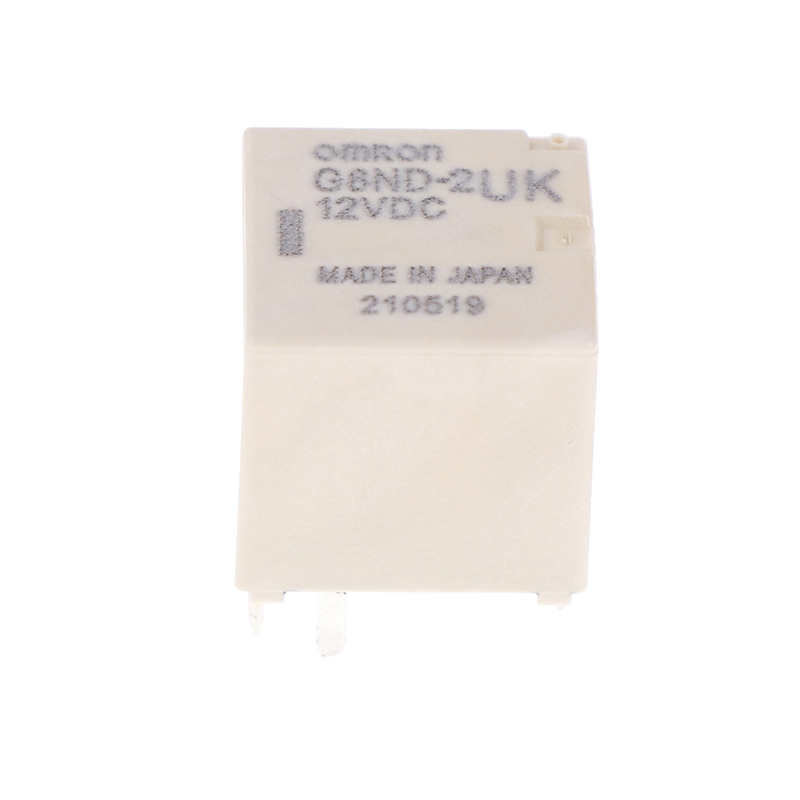 omron
G8ND-2UK
12VDC
MADE IN JAPAN
210519